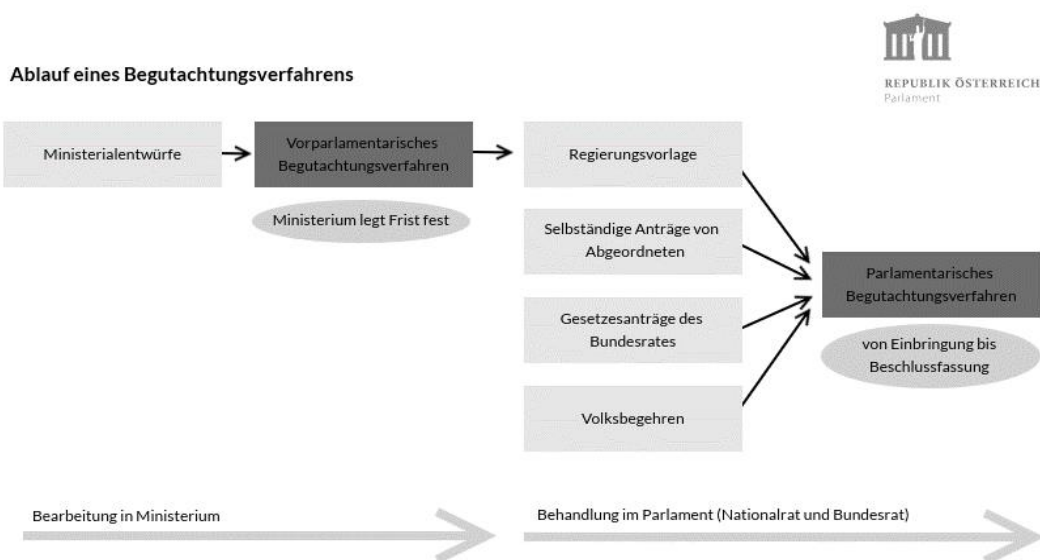 REPUBLIK ÖSTERREICH
Parlament
Ablauf eines Begutachtungsverfahrens
Ministerialentwürfe
Vorparlamentarisches
Begutachtungsverfahren
Ministerium legt Frist fest
Regierungsvorlage
Selbständige Anträge von
Abgeordneten
Gesetzesanträge des
Bundesrates
Volksbegehren
Parlamentarisches
Begutachtungsverfahren
von Einbringung bis
Beschlussfassung
Bearbeitung in Ministerium
Behandlung im Parlament (Nationalrat und Bundesrat)